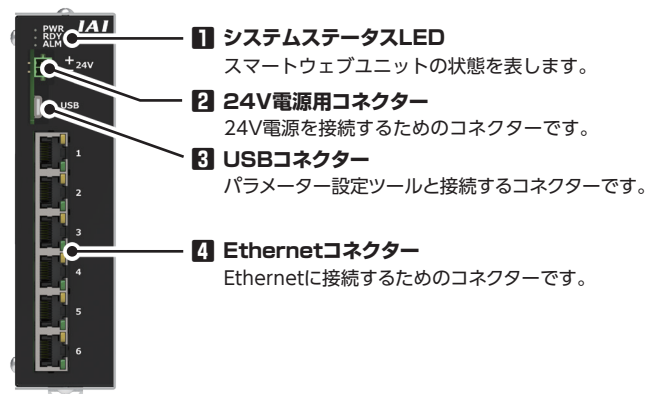 PWR
RDY
ALM
IAI
+
24V
USB
1
2
3
4
5
6
1 システムステータスLED
スマートウェブユニットの状態を表します。
2 24V電源用コネクター
24V電源を接続するためのコネクターです。
3 USBコネクター
パラメーター設定ツールと接続するコネクターです。
4 Ethernetコネクター
Ethernetに接続するためのコネクターです。